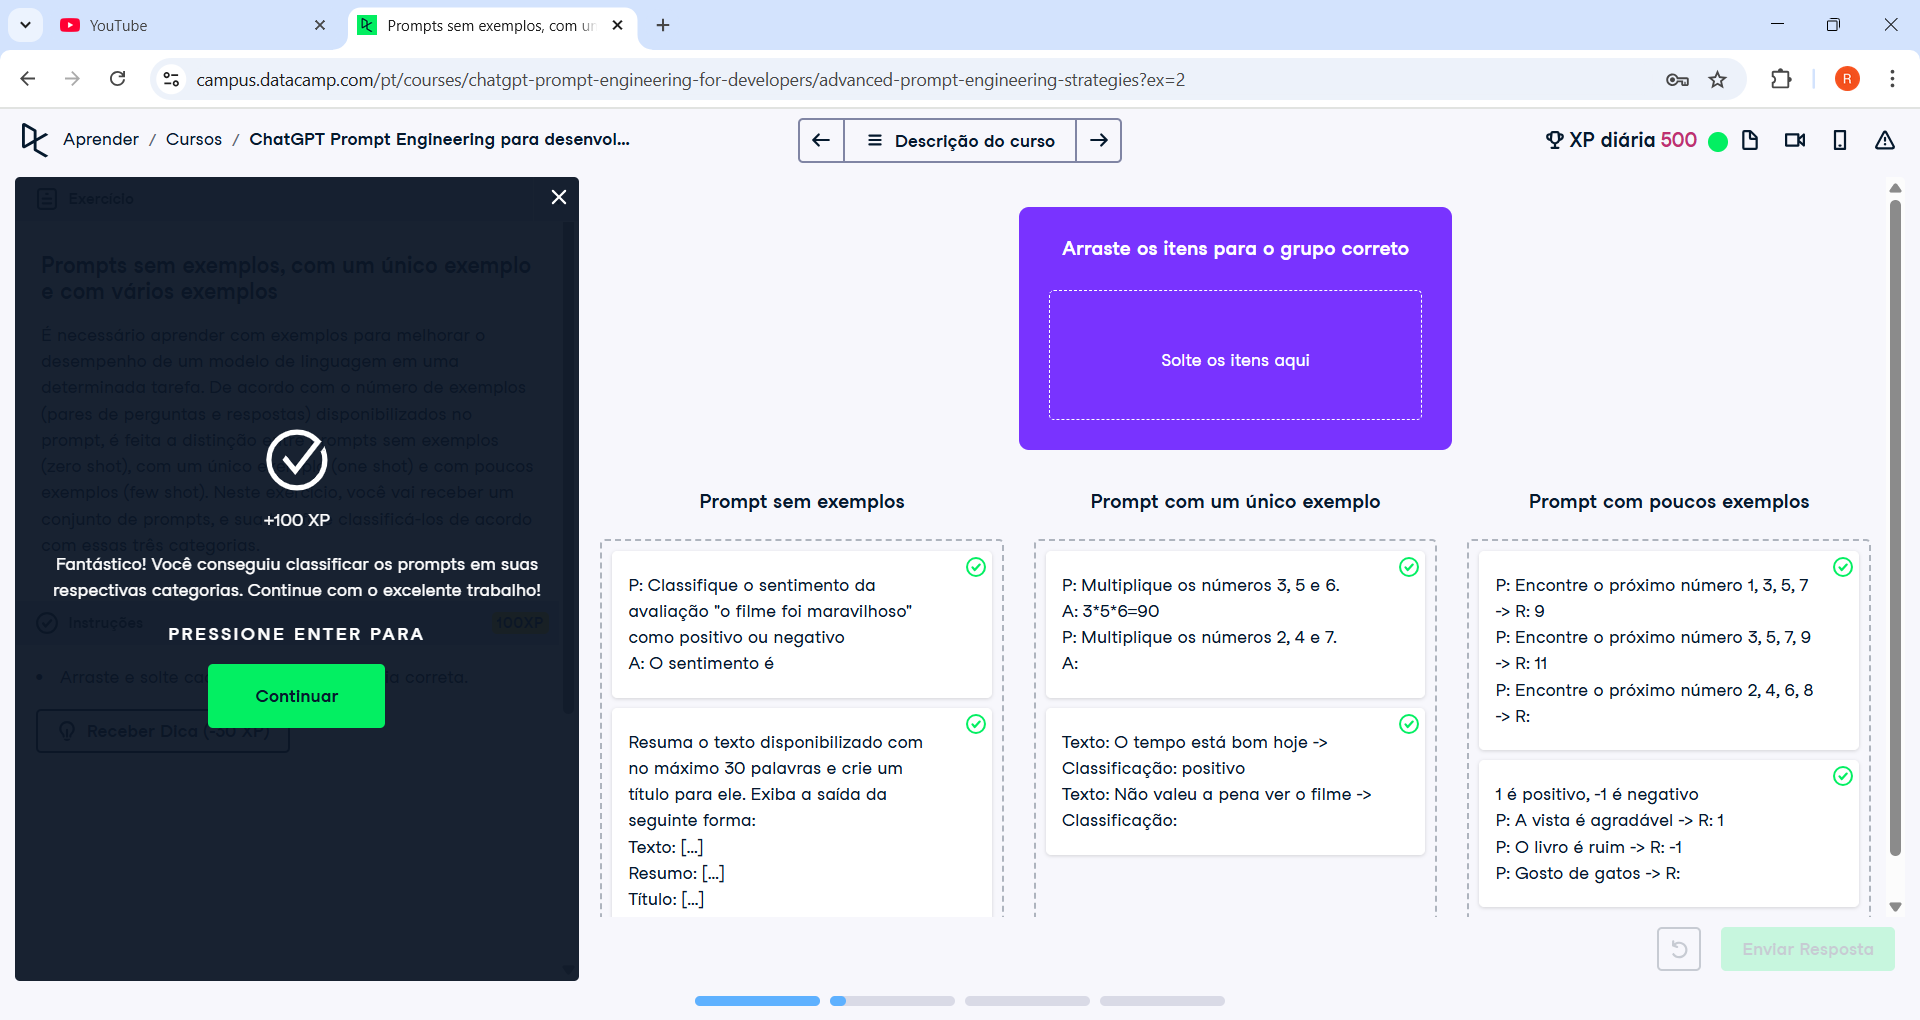 YouTube
Prompts sem exemplos, com un
campus.datacamp.com/pt/courses/chatgpt-prompt-engineering-for-developers/advanced-prompt-engineering-strategies?ex=2
R
Aprender / Cursos / ChatGPT Prompt Engineering para desenvol...
Descrição do curso
XP diária 500
Exercício
Prompts sem exemplos, com um único exemplo
e com vários exemplos
É necessário aprender com exemplos para melhorar o
desempenho de um modelo de linguagem em uma
determinada tarefa. De acordo com o número de exemplos
(pares de perguntas e respostas) disponibilizados no
prompt, é feita a distinção entre prompts sem exemplos
(zero shot), com um único exemplo (one shot) e com poucos
exemplos (few shot). Neste exercício, você vai receber um
conjunto de prompts, e sua classificá-los de acordo
com essas três categorias.
+100 XP
Fantástico! Você conseguiu classificar os prompts em suas
respectivas categorias. Continue com o excelente trabalho!
Instruções
100XP
PRESSIONE ENTER PARA
Arraste e solte correta.
Continuar
Receber Dica (-30 XP)
Arraste os itens para o grupo correto
Solte os itens aqui
Prompt sem exemplos
P: Classifique o sentimento da
avaliação "o filme foi maravilhoso"
como positivo ou negativo
A: O sentimento é
Resuma o texto disponibilizado com
no máximo 30 palavras e crie um
título para ele. Exiba a saída da
seguinte forma:
Texto: [...]
Resumo: [...]
Título: [...]
Prompt com um único exemplo
P: Multiplique os números 3, 5 e 6.
A: 3*5*6=90
P: Multiplique os números 2, 4 e 7.
A:
Texto: O tempo está bom hoje ->
Classificação: positivo
Texto: Não valeu a pena ver o filme ->
Classificação:
Prompt com poucos exemplos
P: Encontre o próximo número 1, 3, 5, 7
-> R: 9
P: Encontre o próximo número 3, 5, 7, 9
-> R: 11
P: Encontre o próximo número 2, 4, 6, 8
-> R:
1 é positivo, -1 é negativo
P: A vista é agradável -> R: 1
P: O livro é ruim -> R: -1
P: Gosto de gatos -> R:
Enviar Resposta